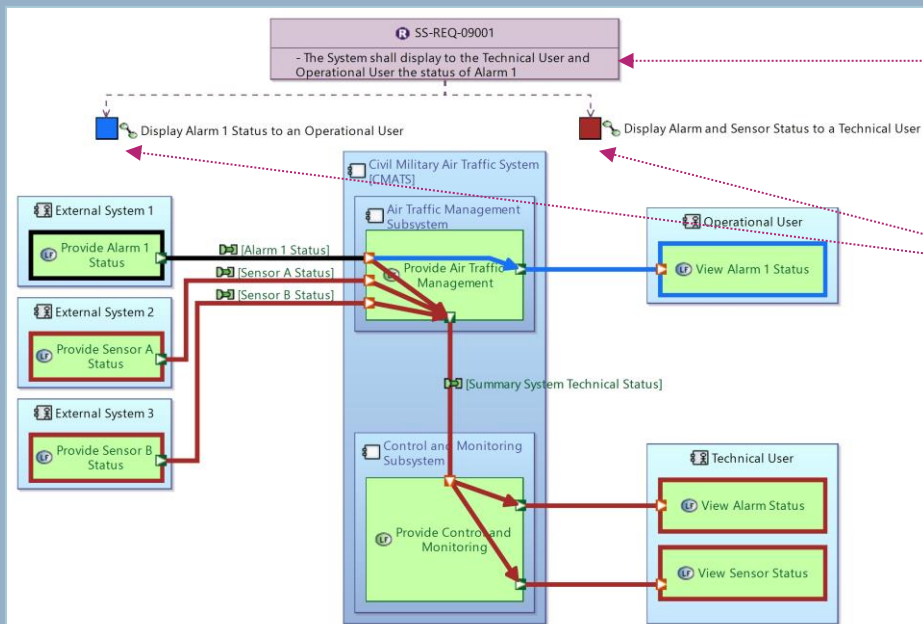 SS-REQ-09001
- The System shall display to the Technical User and
Operational User the status of Alarm 1
Display Alarm 1 Status to an Operational User
Display Alarm and Sensor Status to a Technical User
Civil Military Air Traffic System
[CMATS]
External System 1
Provide Alarm 1
Status
[Alarm 1 Status]
[Sensor A Status]
[Sensor B Status]
Air Traffic Management
Subsystem
Provide Air Traffic
Management
Operational User
View Alarm 1 Status
External System 2
Provide Sensor A
Status
External System 3
Provide Sensor B
Status
[Summary System Technical Status]
Control and Monitoring
Subsystem
Provide Control and
Monitoring
Technical User
View Alarm Status
View Sensor Status